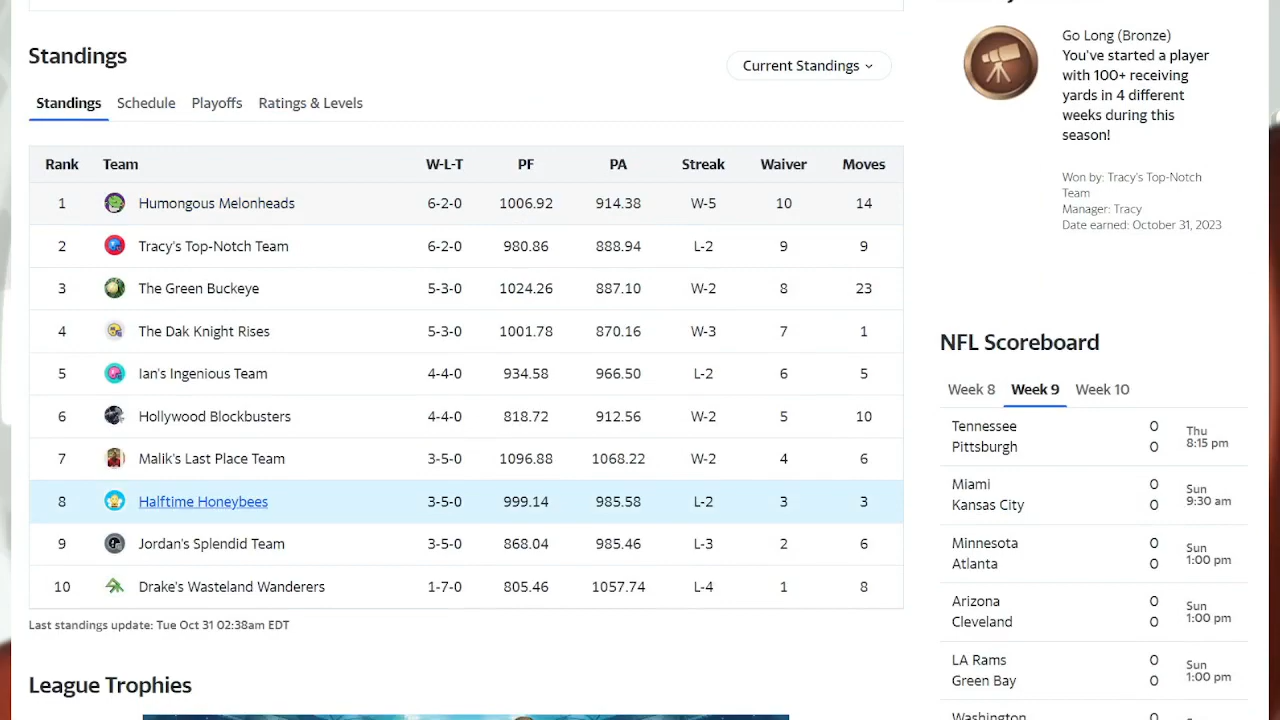 Standings
Current Standings
Standings Schedule Playoffs Ratings & Levels
Rank Team W-L-T PF PA Streak Waiver Moves
1 Humongous Melonheads 6-2-0 1006.92 914.38 W-5 10 14
2 Tracy's Top-Notch Team 6-2-0 980.86 888.94 L-2 9 9
3 The Green Buckeye 5-3-0 1024.26 887.10 W-2 8 23
4 The Dak Knight Rises 5-3-0 1001.78 870.16 W-3 7 1
5 Ian's Ingenious Team 4-4-0 934.58 966.50 L-2 6 5
6 Hollywood Blockbusters 4-4-0 818.72 912.56 W-2 5 10
7 Malik's Last Place Team 3-5-0 1096.88 1068.22 W-2 4 6
8 Halftime Honeybees 3-5-0 999.14 985.58 L-2 3 3
9 Jordan's Splendid Team 3-5-0 868.04 985.46 L-3 2 6
10 Drake's Wasteland Wanderers 1-7-0 805.46 1057.74 L-4 1 8
Last standings update: Tue Oct 31 02:38am EDT
League Trophies
Go Long (Bronze)
You've started a player
with 100+ receiving
yards in 4 different
weeks during this
season!
Won by: Tracy's Top-Notch
Team
Manager: Tracy
Date earned: October 31, 2023
NFL Scoreboard
Week 8 Week 9 Week 10
Tennessee 0
Pittsburgh 0
Thu
8:15 pm
Miami 0
Kansas City 0
Sun
9:30 am
Minnesota 0
Atlanta 0
Sun
1:00 pm
Arizona 0
Cleveland 0
Sun
1:00 pm
LA Rams 0
Green Bay 0
Sun
1:00 pm
Washington 0